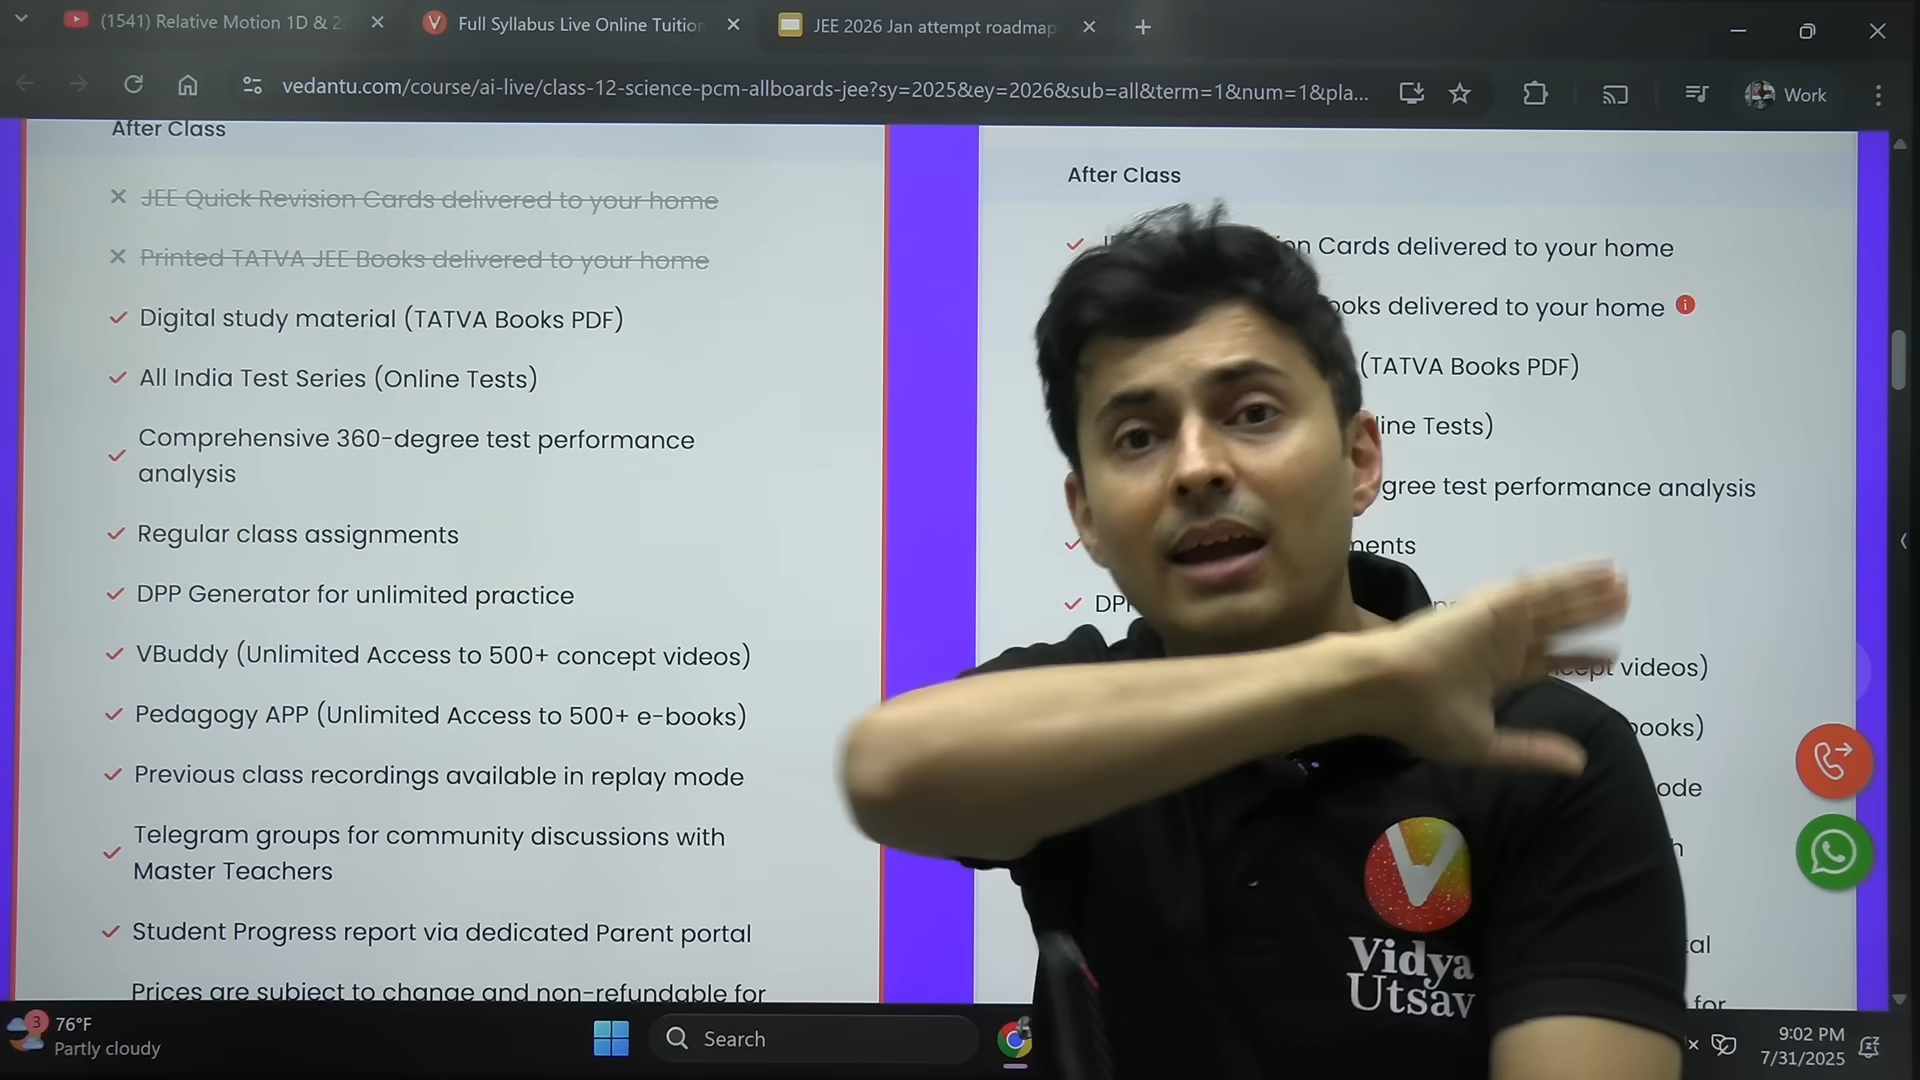 (1541) Relative Motion 1D & 2
Full Syllabus Live Online Tuition
JEE 2026 Jan attempt roadmap
vedantu.com/course/ai-live/class-12-science-pcm-allboards-jee?sy=2025&ey=2026&sub=all&term=1&num=1&pla...
Work
After Class
JEE Quick Revision Cards delivered to your home
Printed TATVA JEE Books delivered to your home
Digital study material (TATVA Books PDF)
All India Test Series (Online Tests)
Comprehensive 360-degree test performance
analysis
Regular class assignments
DPP Generator for unlimited practice
VBuddy (Unlimited Access to 500+ concept videos)
Pedagogy APP (Unlimited Access to 500+ e-books)
Previous class recordings available in replay mode
Telegram groups for community discussions with
Master Teachers
Student Progress report via dedicated Parent portal
Prices are subject to change and non-refundable for
After Class
Cards delivered to your home
delivered to your home
(TATVA Books PDF)
Tests)
test performance analysis
videos)
for
Vidya
Utsav
3
76°F
Partly cloudy
Search
9:02 PM
7/31/2025